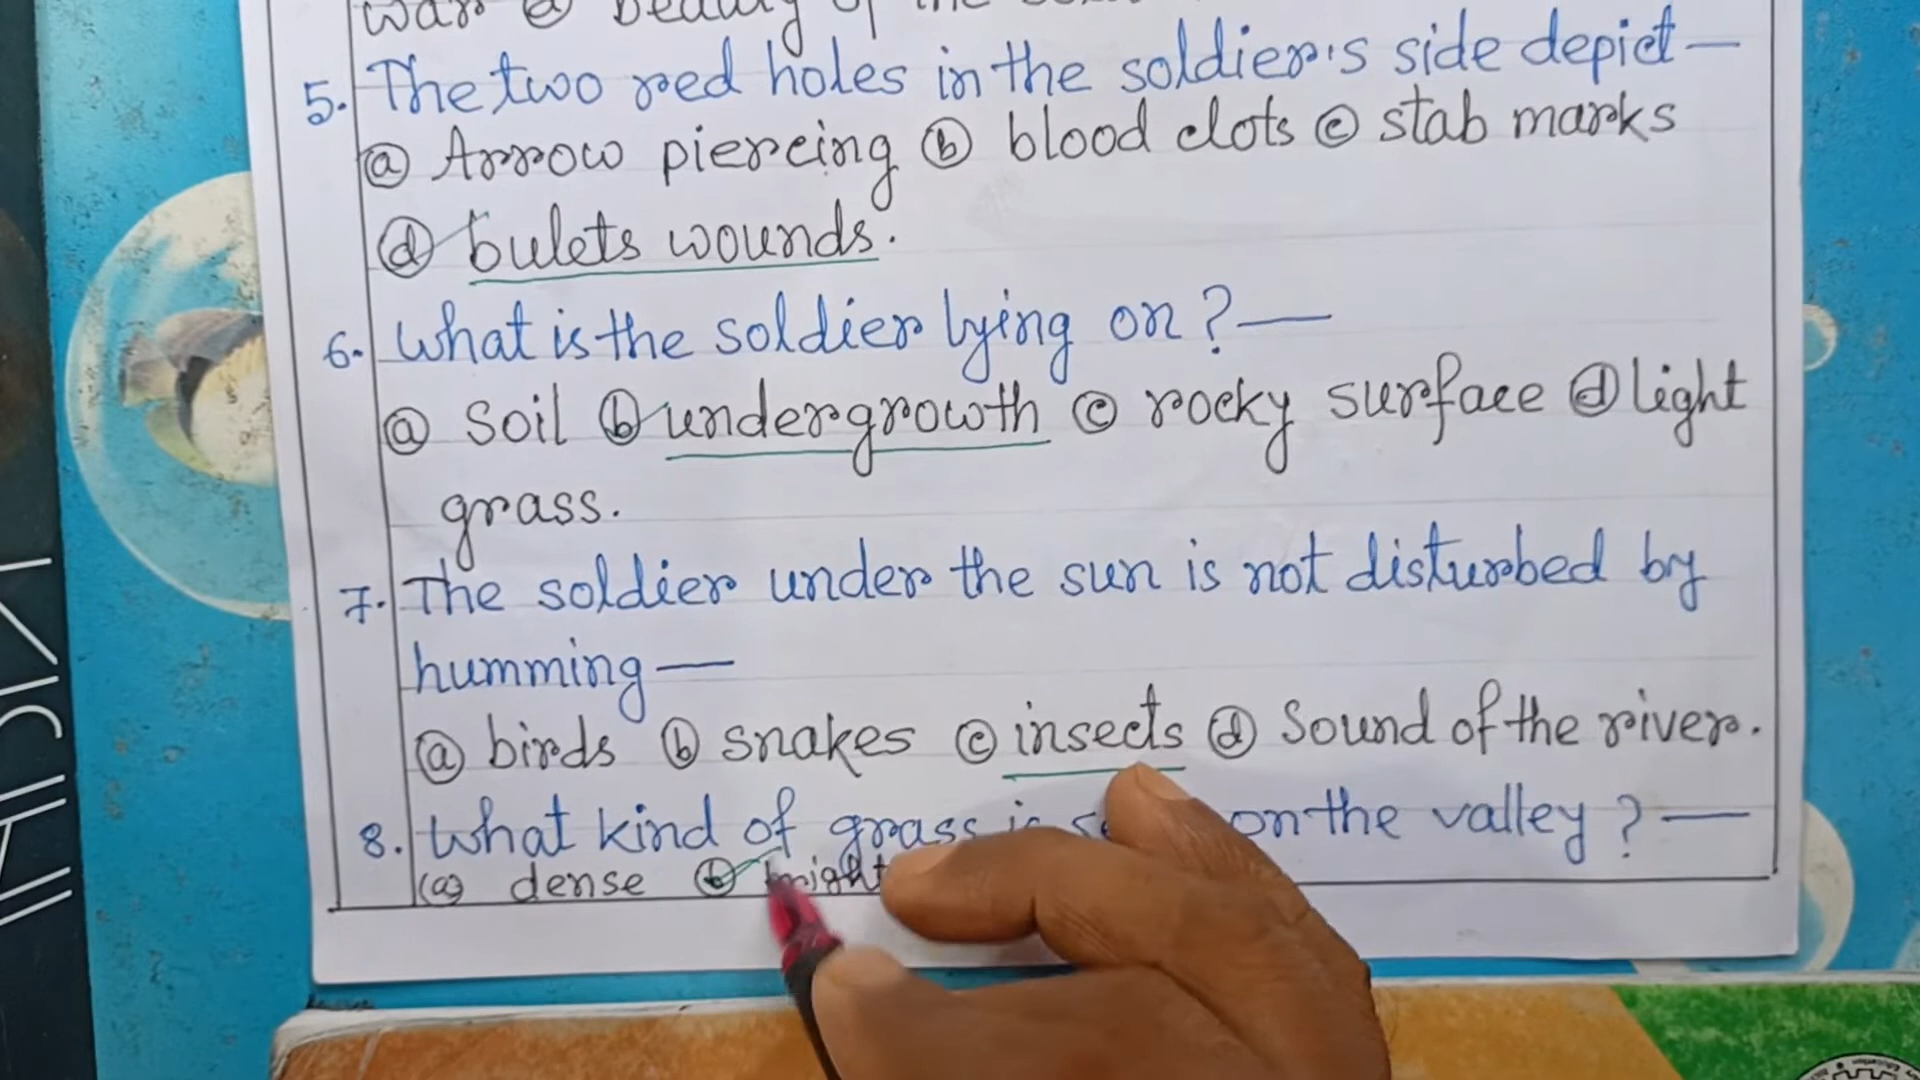 5. The two red holes in the soldier's side depict —
(a) Arrow piercing (b) blood clots (c) stab marks
(d) bulets wounds.
6. What is the soldier lying on ? —
(a) soil (b) undergrowth (c) rocky surface (d) light
grass.
7. The soldier under the sun is not disturbed by
humming —
(a) birds (b) snakes (c) insects (d) Sound of the river.
8. What kind of grass is on the valley ? —
(a) dense (b)